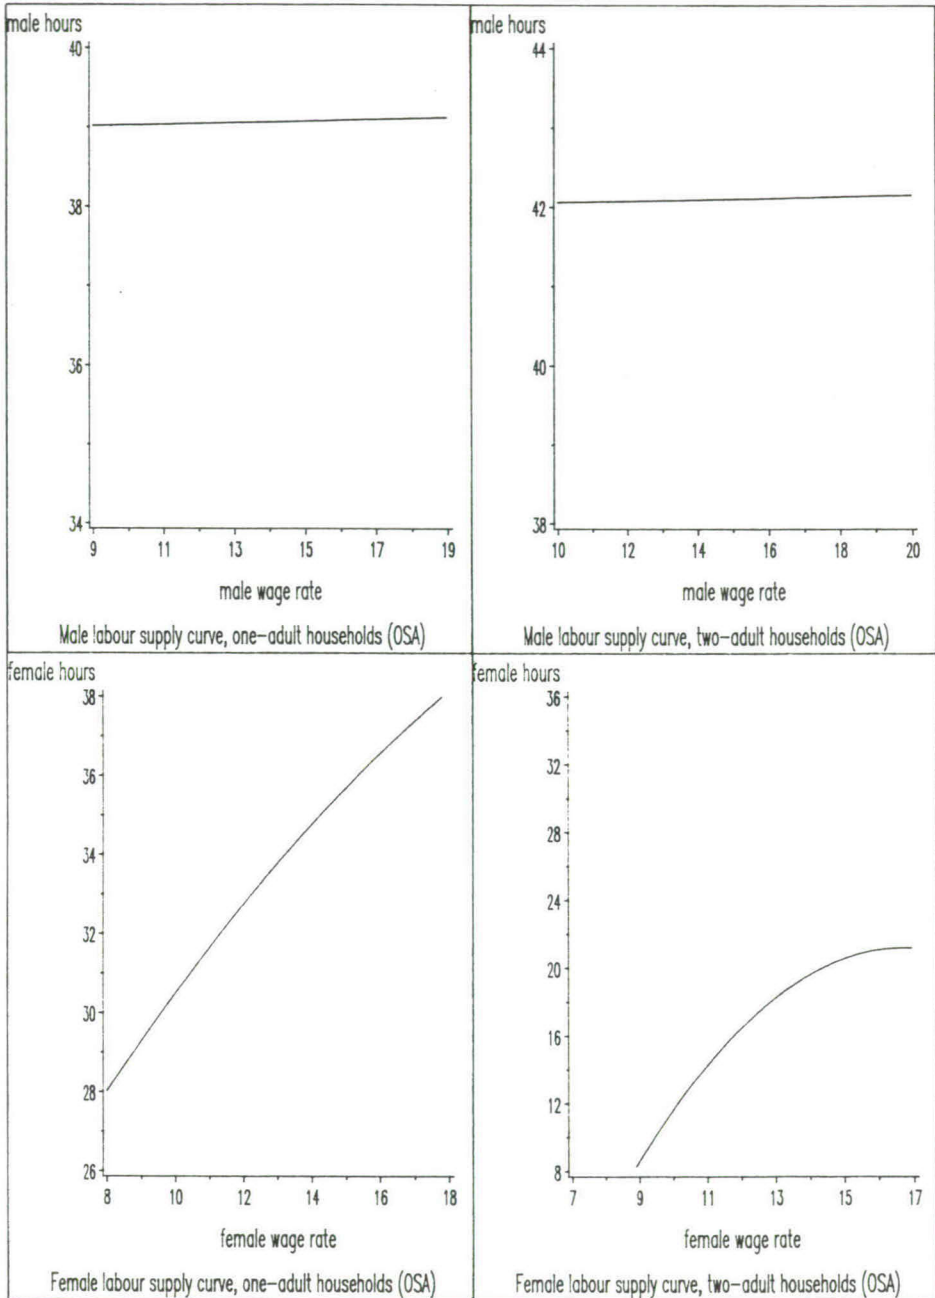 male hours
40
38
36
34
9 11 13 15 17 19
male wage rate
Male labour supply curve, one-adult households (OSA)
male hours
44
42
40
38
10 12 14 16 18 20
male wage rate
Male labour supply curve, two-adult households (OSA)
female hours
38
36
34
32
30
28
26
8 10 12 14 16 18
female wage rate
Female labour supply curve, one-adult households (OSA)
female hours
36
32
28
24
20
16
12
8
7 9 11 13 15 17
female wage rate
Female labour supply curve, two-adult households (OSA)